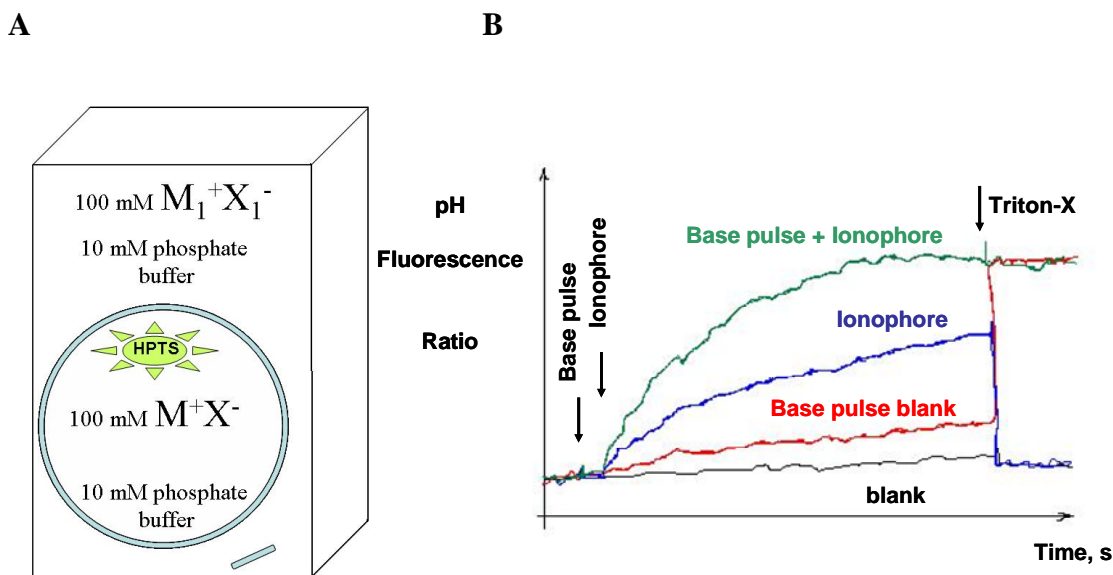 A
B
100 mM M₁⁺X₁⁻
10 mM phosphate
buffer
HPTS
100 mM M⁺X⁻
10 mM phosphate
buffer
pH
Fluorescence
Ratio
Base pulse
Ionophore
Base pulse + Ionophore
Triton-X
Ionophore
Base pulse blank
blank
Time, s